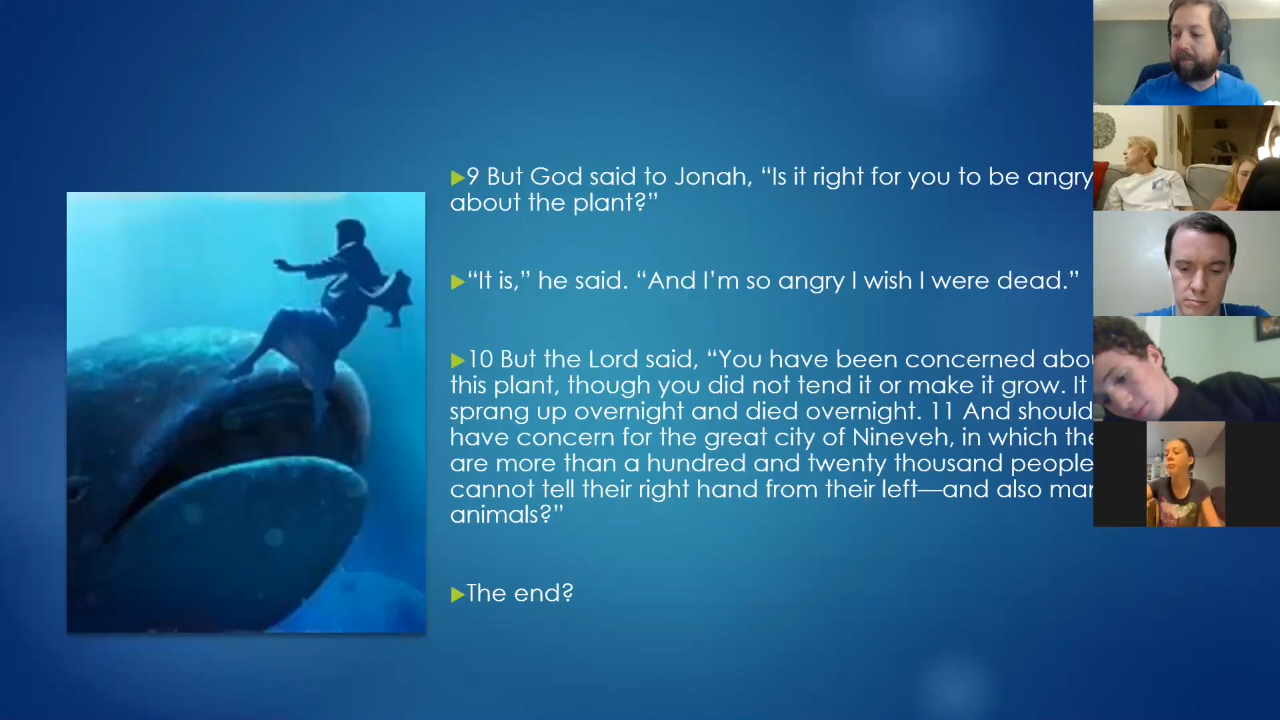 9 But God said to Jonah, “Is it right for you to be angry
about the plant?”
“It is,” he said. “And I’m so angry I wish I were dead.”
10 But the Lord said, “You have been concerned
this plant, though you did not tend it or make it grow. It
sprang up overnight and died overnight. 11 And should
have concern for the great city of Nineveh, in which
are more than a hundred and twenty thousand people
cannot tell their right hand from their left—and also
animals?”
The end?